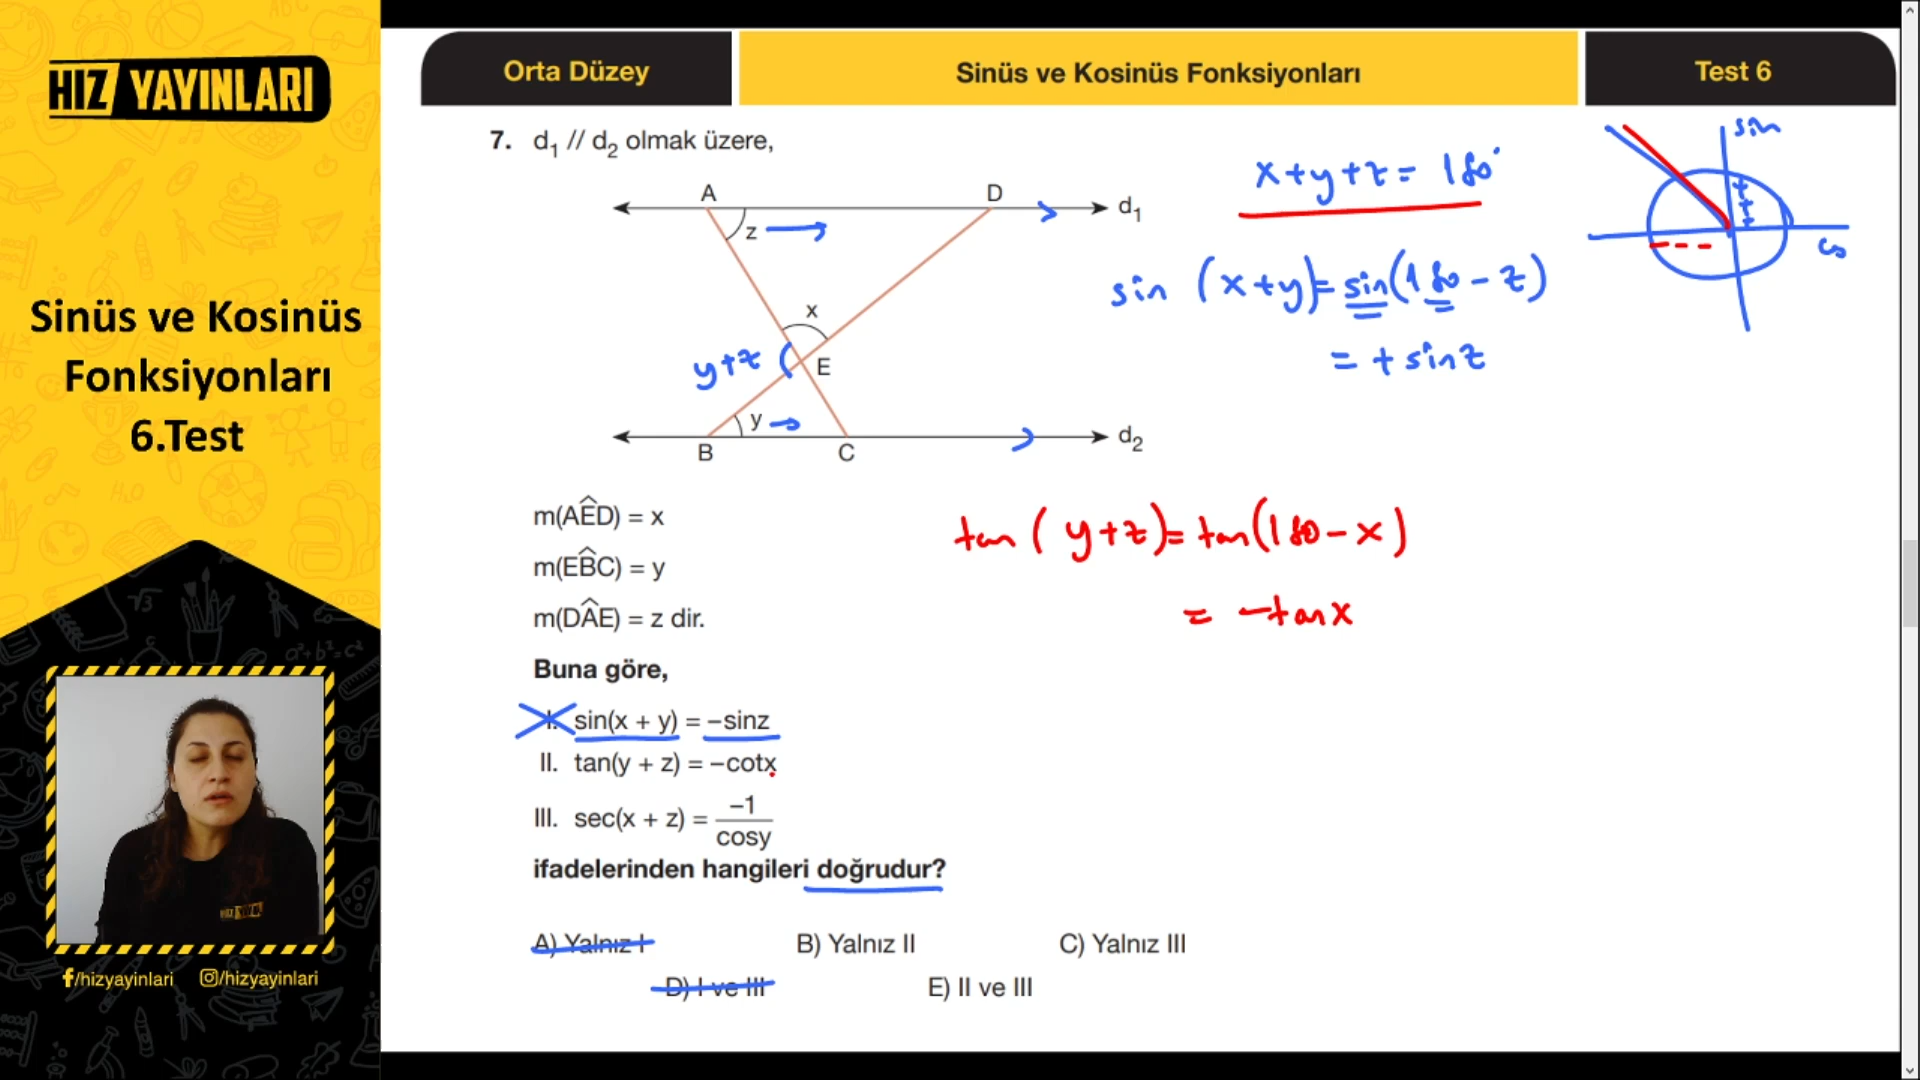 HIZ YAYINLARI
Sinüs ve Kosinüs
Fonksiyonları
6.Test
f/hizyayinlari
/hizyayinlari
Orta Düzey
Sinüs ve Kosinüs Fonksiyonları
Test 6
7. d₁ // d₂ olmak üzere,
A
D
d₁
z
x
y+z
E
y
B
C
d₂
x+y+z = 180°
sin (x+y) = sin(180 - z)
= + sin z
sin
cos
+
+
+
tan ( y+z) = tan(180 - x)
= - tan x
m(AÊD) = x
m(EB̂C) = y
m(DÂE) = z dir.
Buna göre,
I. sin(x + y) = –sinz
II. tan(y + z) = –cotx
III. sec(x + z) = –1/cosy
ifadelerinden hangileri doğrudur?
A) Yalnız I
B) Yalnız II
C) Yalnız III
D) I ve III
E) II ve III